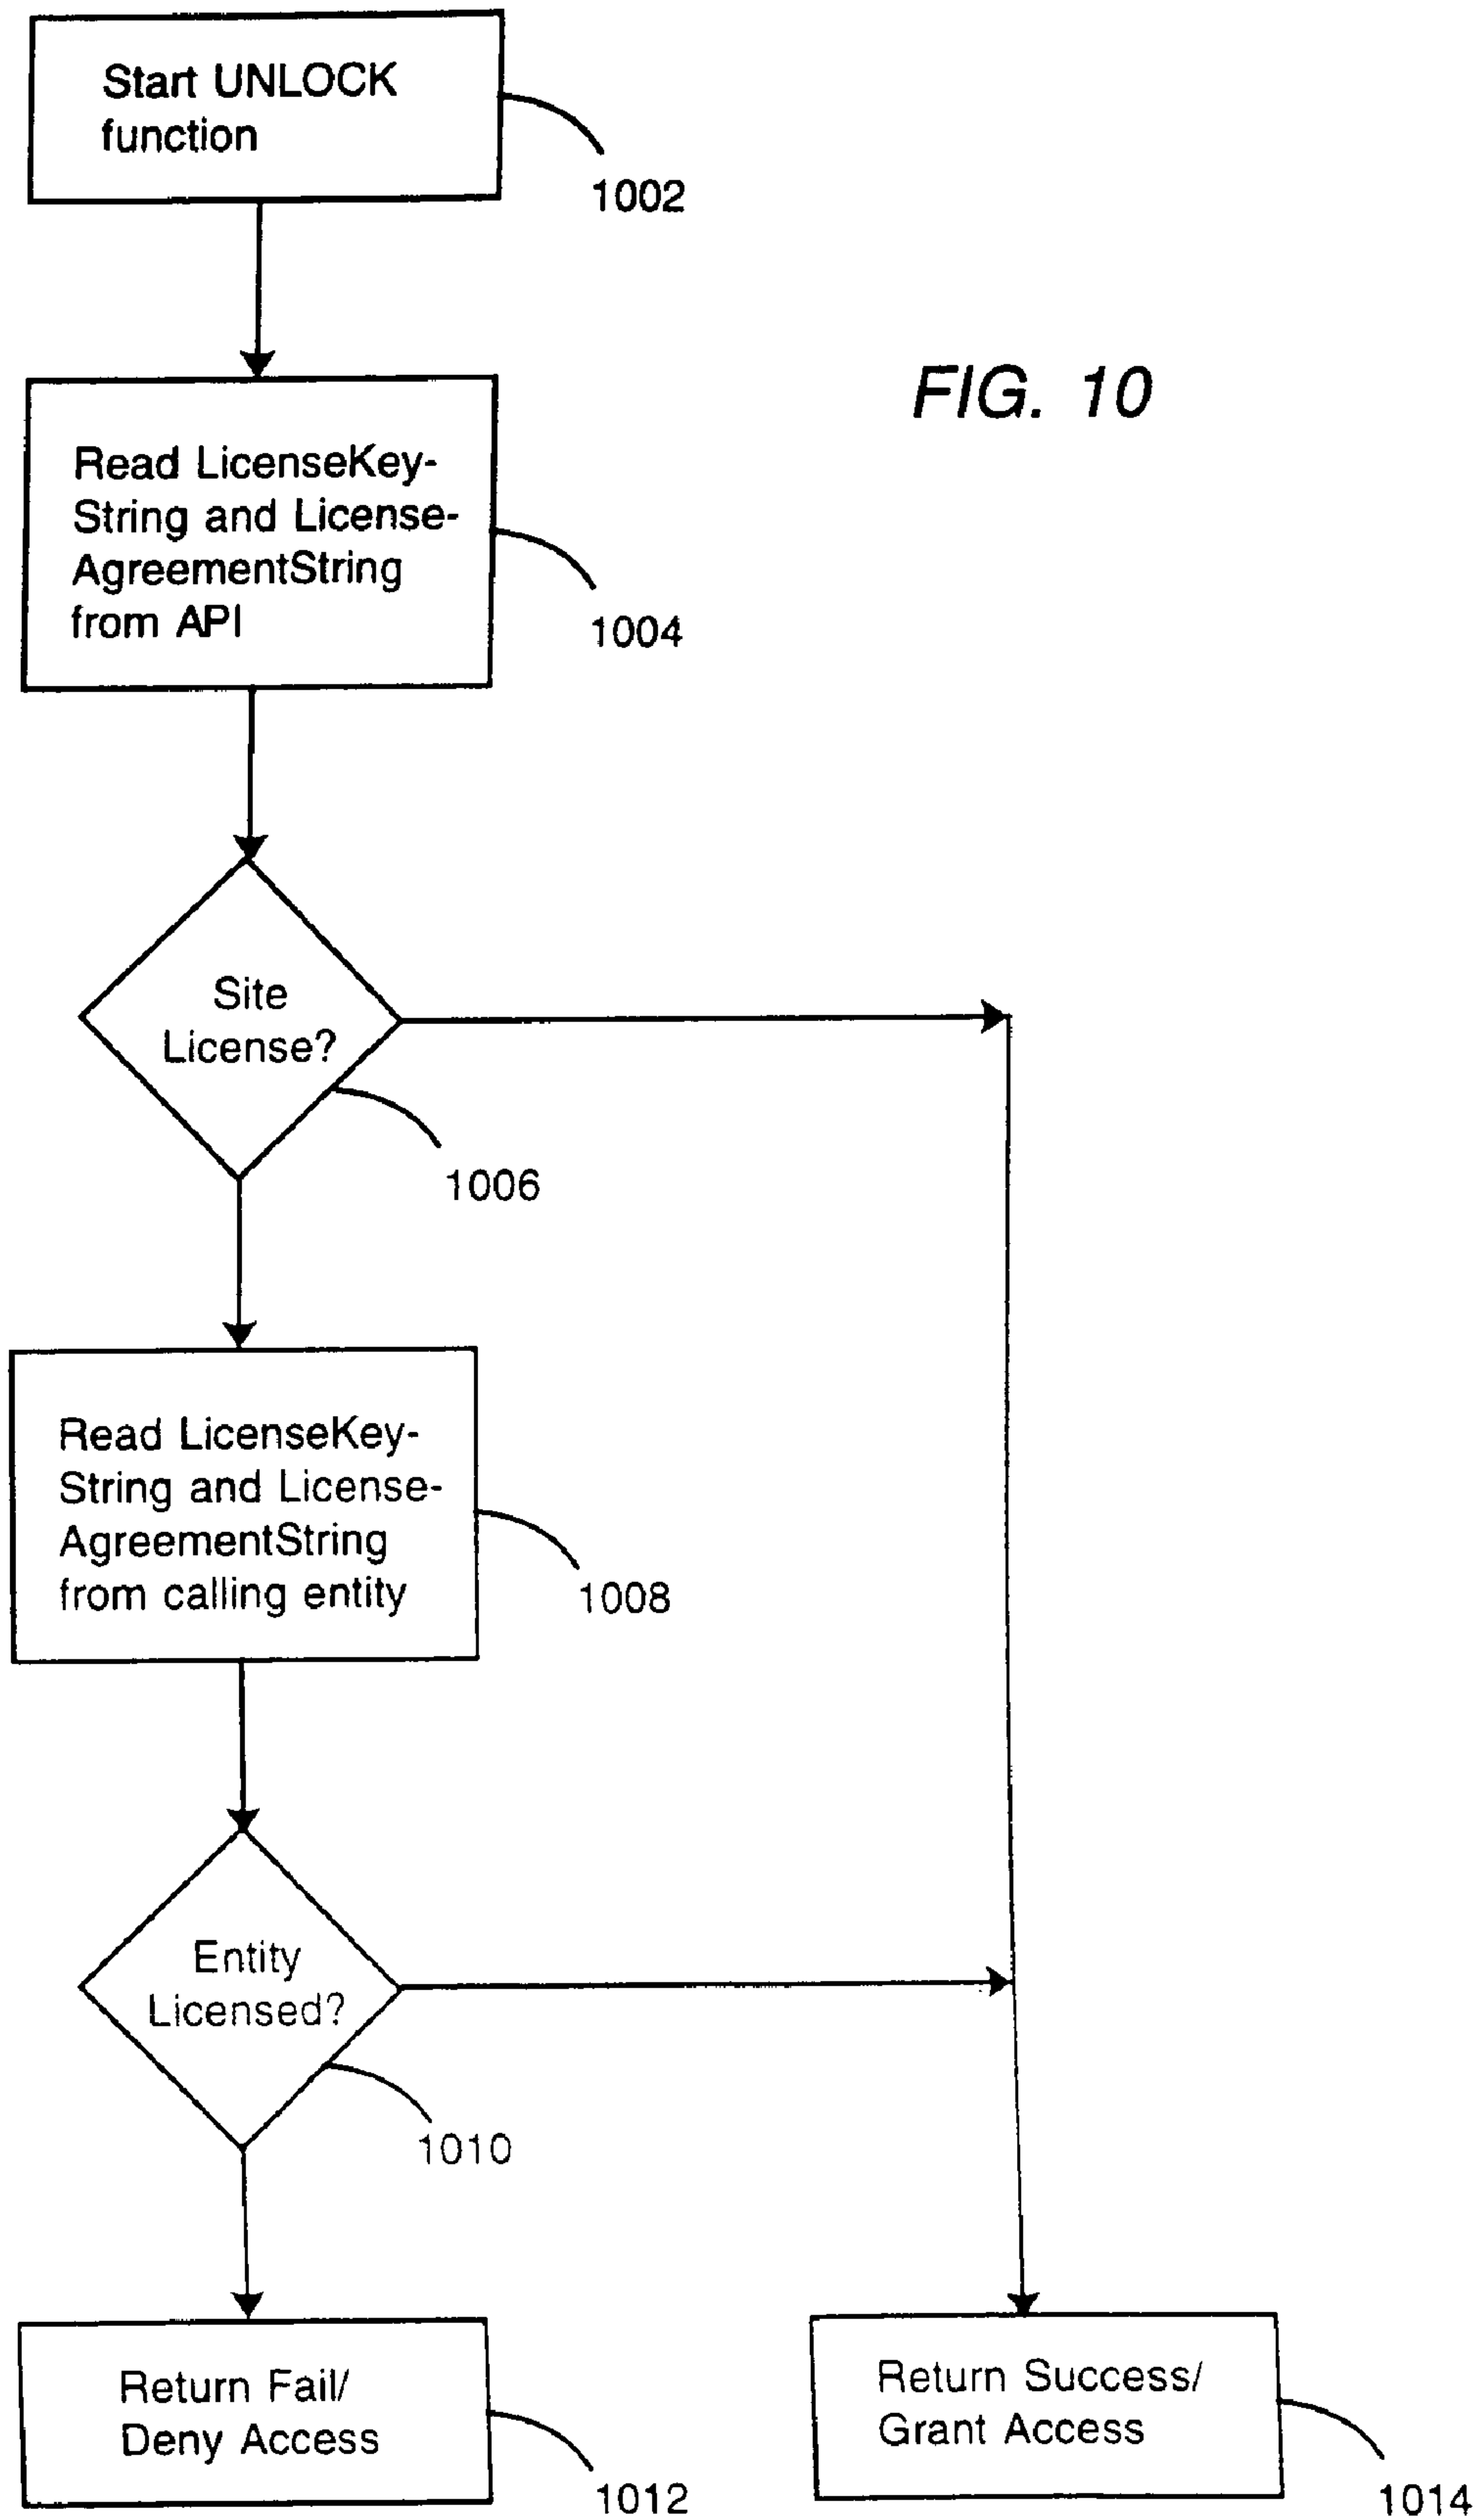 Start UNLOCK
function
1002
FIG. 10
Read LicenseKey-
String and License-
AgreementString
from API
1004
Site
License?
1006
Read LicenseKey-
String and License-
AgreementString
from calling entity
1008
Entity
Licensed?
1010
Return Fail/
Deny Access
1012
Return Success/
Grant Access
1014